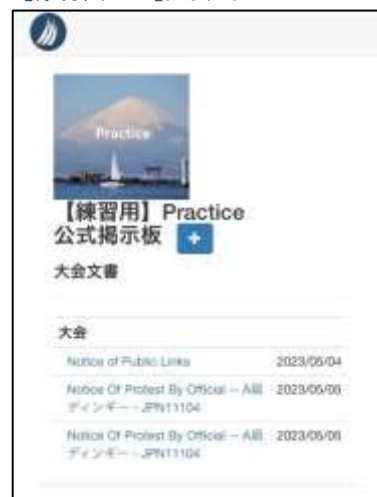 Practice
【練習用】Practice
公式掲示板 +
大会文書
大会
Notice of Public Links 2023/05/04
Notice Of Protest By Official -- A級 2023/05/06
ディンギー - JPN11104
Notice Of Protest By Official -- A級 2023/05/06
ディンギー - JPN11104